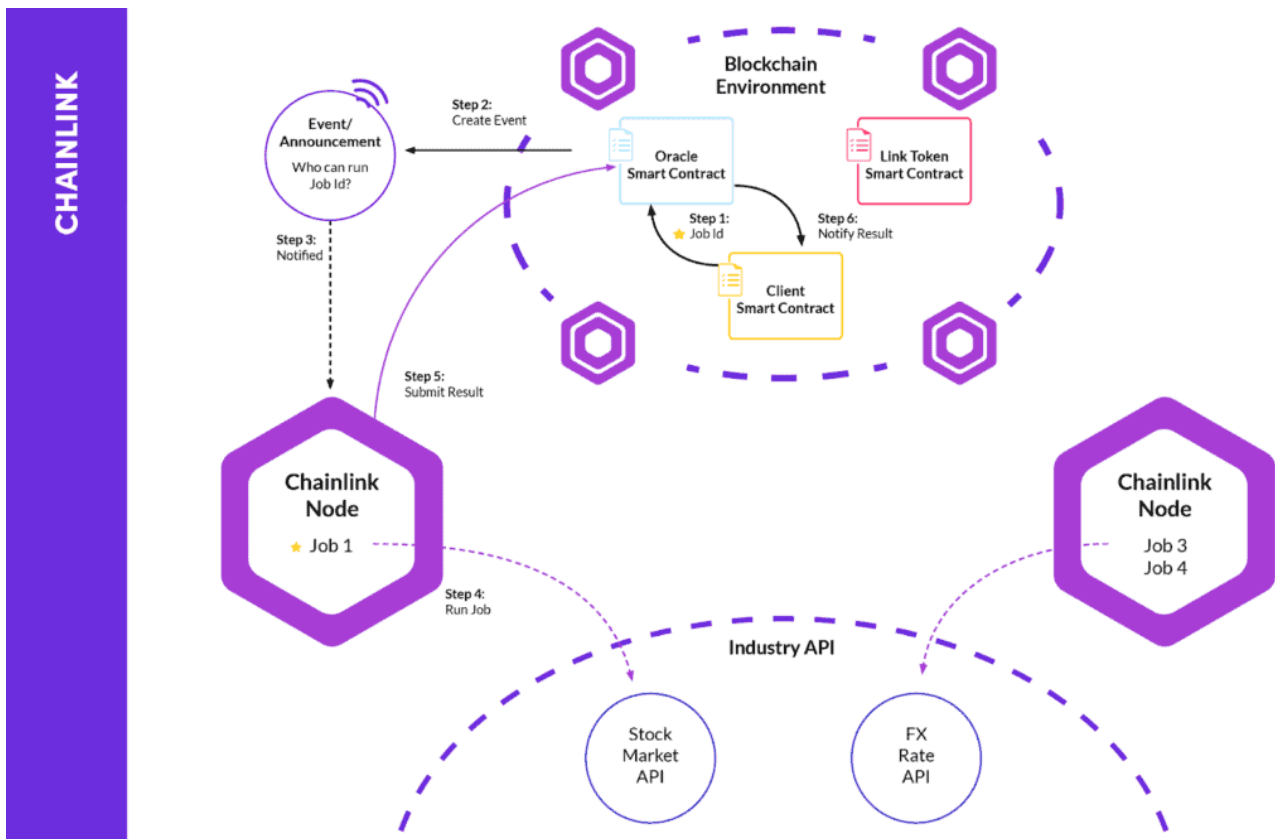 CHAINLINK
Blockchain
Environment
Step 2:
Create Event
Event/
Announcement
Who can run
Job Id?
Oracle
Smart Contract
Link Token
Smart Contract
Step 1:
Job Id
Step 6:
Notify Result
Step 3:
Notified
Client
Smart Contract
Step 5:
Submit Result
Chainlink
Node
Job 1
Chainlink
Node
Job 3
Job 4
Step 4:
Run Job
Industry API
Stock
Market
API
FX
Rate
API